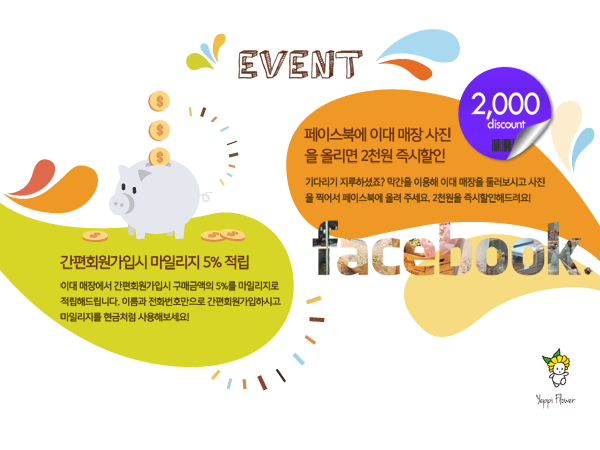 EVENT
2,000
discount
페이스북에 이대 매장 사진
을 올리면 2천원 즉시할인
기다리기 지루하셨죠? 막간을 이용해 이대 매장을 둘러보시고 사진
을 찍어서 페이스북에 올려 주세요. 2천원을 즉시할인해드려요!
facebook.
간편회원가입시 마일리지 5% 적립
이대 매장에서 간편회원가입시 구매금액의 5%를 마일리지로
적립해드립니다. 이름과 전화번호만으로 간편회원가입하시고
마일리지를 현금처럼 사용해보세요!
Yeppi Flower